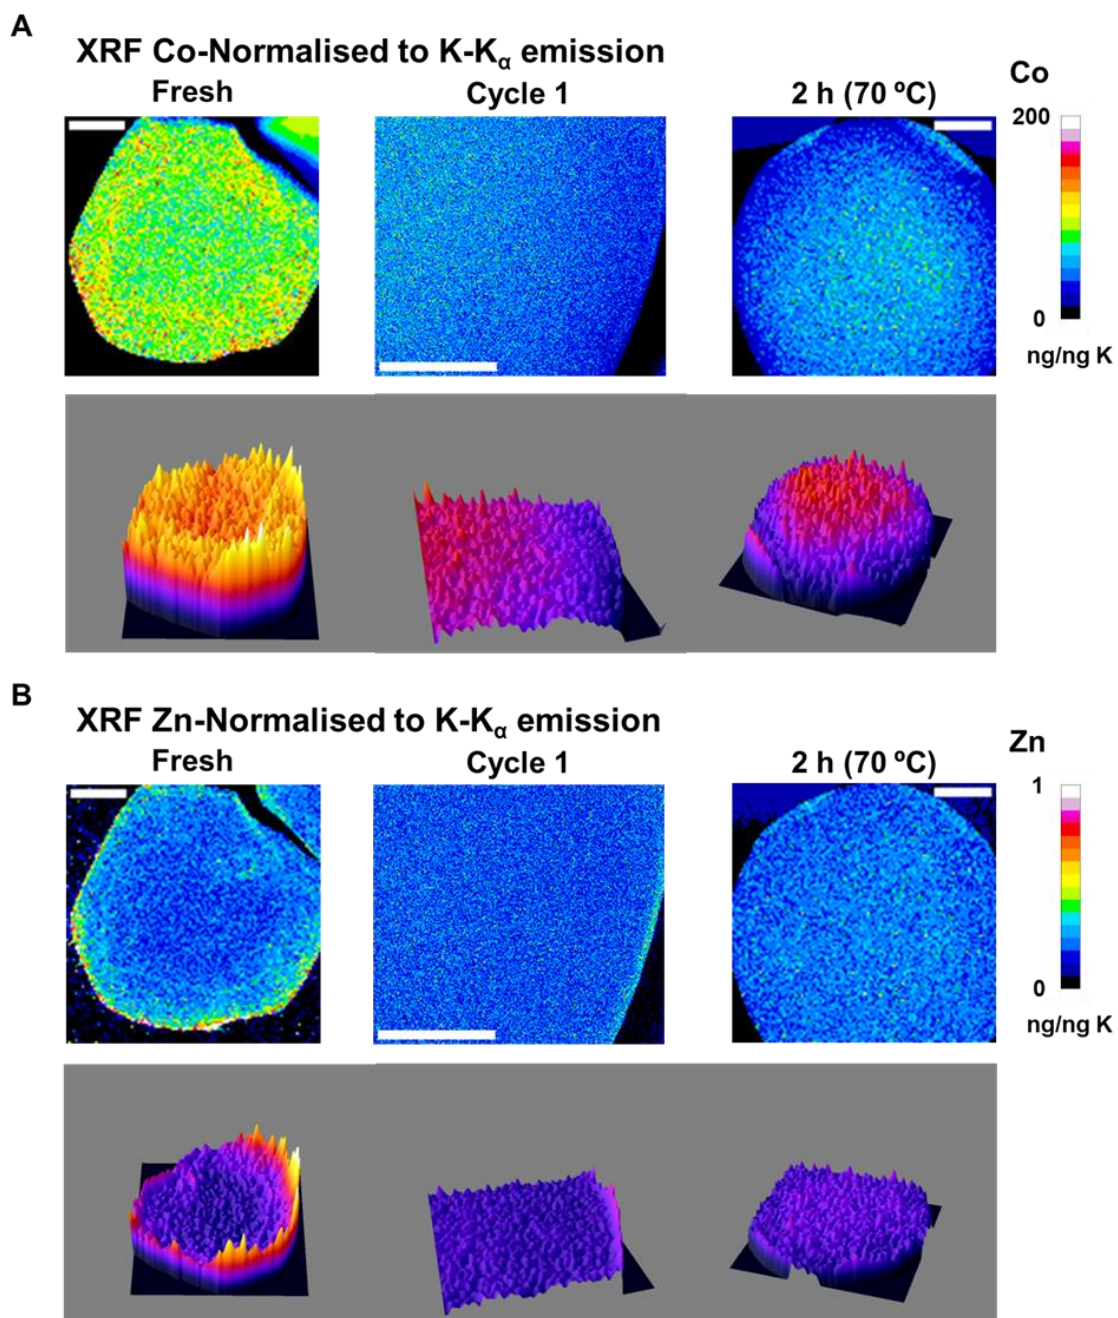 A
XRF Co-Normalised to K-Kα emission
Fresh
Cycle 1
2 h (70 ºC)
Co
200
0
ng/ng K
B
XRF Zn-Normalised to K-Kα emission
Fresh
Cycle 1
2 h (70 ºC)
Zn
1
0
ng/ng K